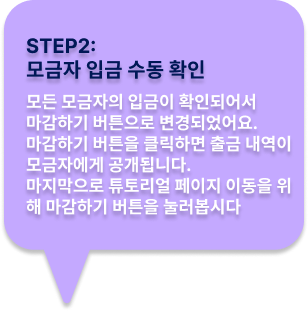 STEP2:
모금자 입금 수동 확인
모든 모금자의 입금이 확인되어서
마감하기 버튼으로 변경되었어요.
마감하기 버튼을 클릭하면 출금 내역이
모금자에게 공개됩니다.
마지막으로 튜토리얼 페이지 이동을 위
해 마감하기 버튼을 눌러봅시다